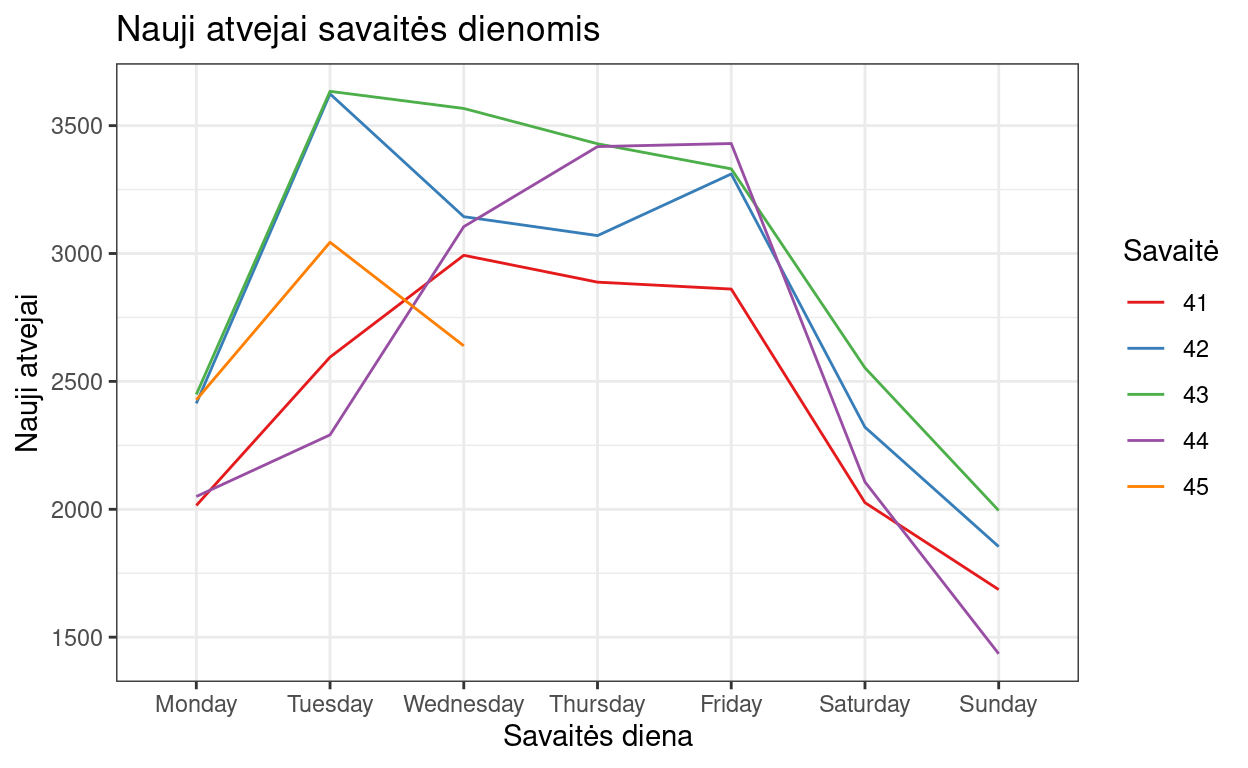 Nauji atvejai savaitės dienomis
Nauji atvejai
3500
3000
2500
2000
1500
Monday Tuesday Wednesday Thursday Friday Saturday Sunday
Savaitės diena
Savaitė
41
42
43
44
45